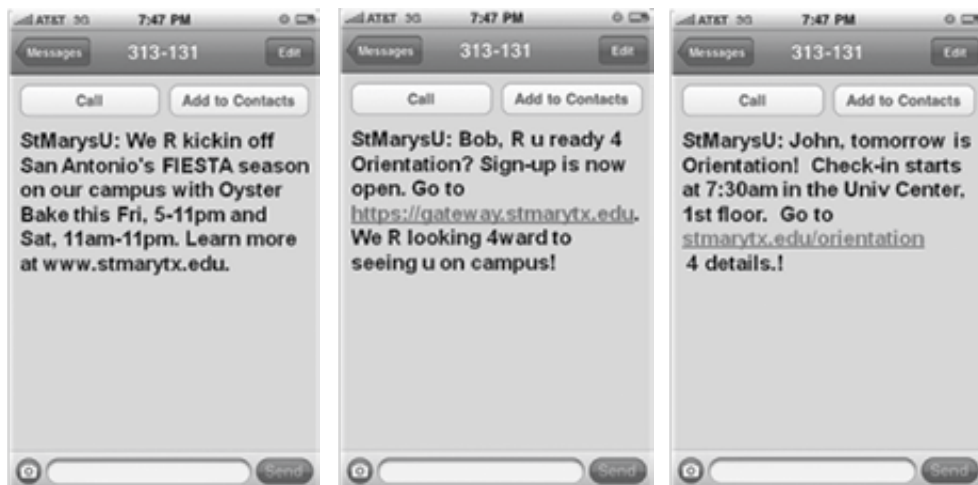 AT&T 3G 7:47 PM
Messages 313-131 Edit
Call Add to Contacts
StMarysU: We R kickin off
San Antonio's FIESTA season
on our campus with Oyster
Bake this Fri, 5-11pm and
Sat, 11am-11pm. Learn more
at www.stmarytx.edu.
Send
AT&T 3G 7:47 PM
Messages 313-131 Edit
Call Add to Contacts
StMarysU: Bob, R u ready 4
Orientation? Sign-up is now
open. Go to
https://gateway.stmarytx.edu.
We R looking 4ward to
seeing u on campus!
Send
AT&T 3G 7:47 PM
Messages 313-131 Edit
Call Add to Contacts
StMarysU: John, tomorrow is
Orientation! Check-in starts
at 7:30am in the Univ Center,
1st floor. Go to
stmarytx.edu/orientation
4 details.!
Send